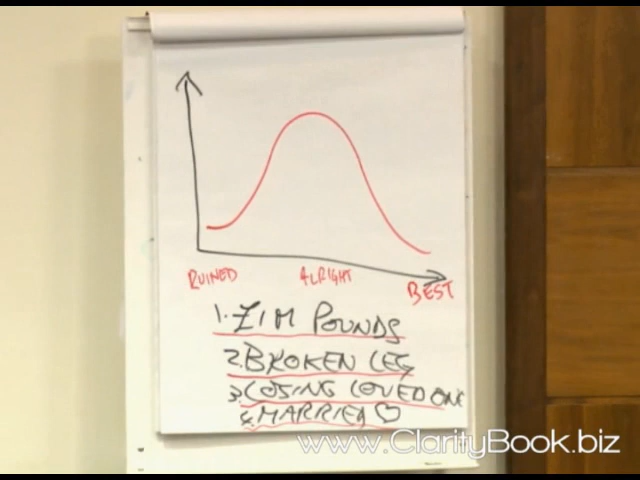 RUINED ALRIGHT BEST
1. £1M POUNDS
2. BROKEN LEG
3. LOSING LOVED ONE
4. MARRIED ♡
www.ClarityBook.biz